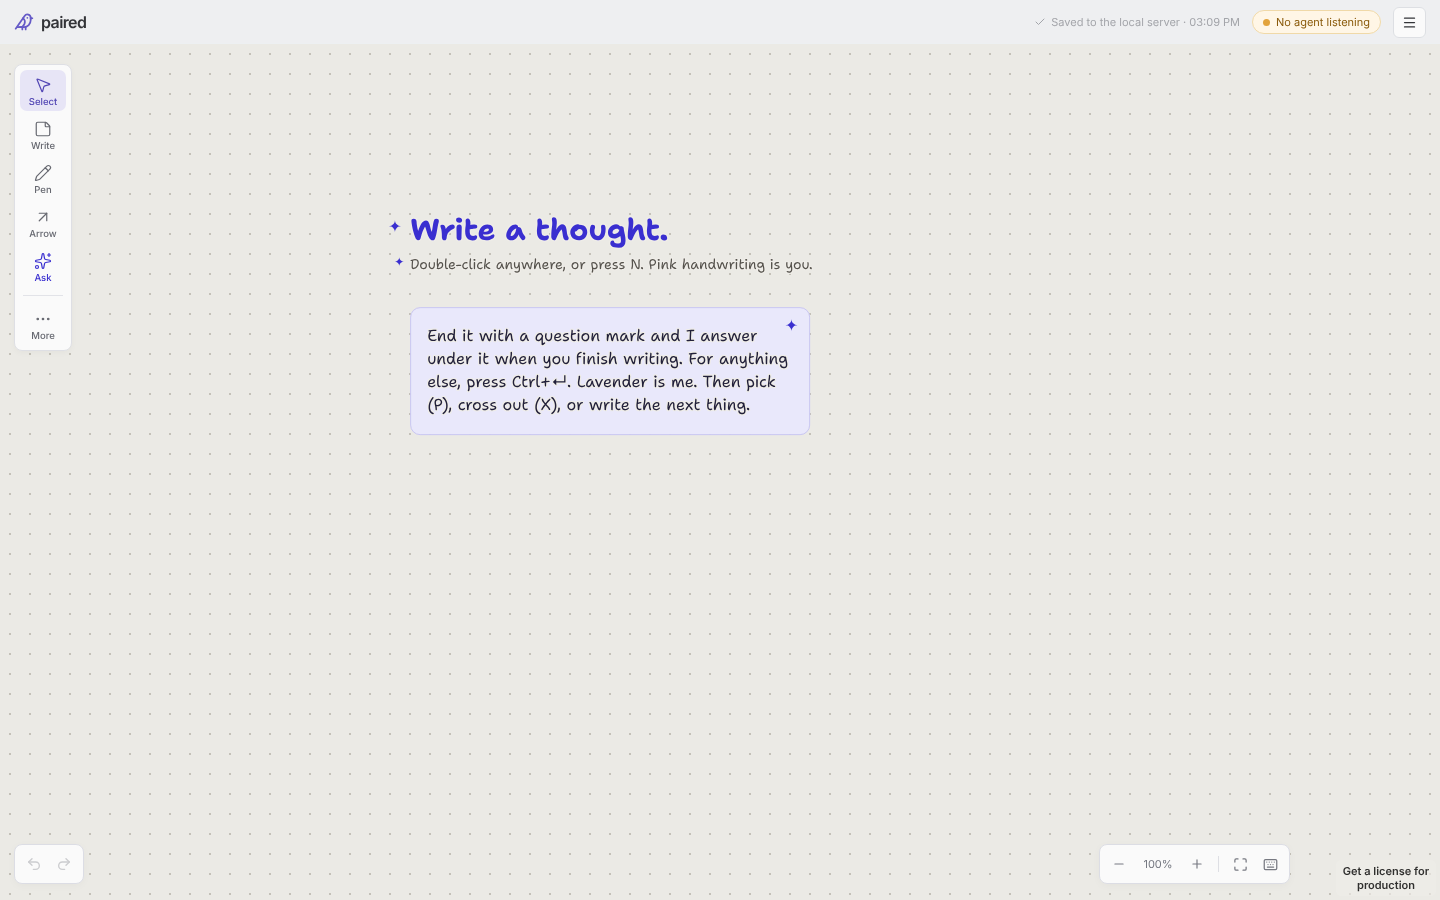 paired
Saved to the local server · 03:09 PM
No agent listening
Select
Write
Pen
Arrow
Ask
More
Write a thought.
Double-click anywhere, or press N. Pink handwriting is you.
End it with a question mark and I answer
under it when you finish writing. For anything
else, press Ctrl+↵. Lavender is me. Then pick
(P), cross out (X), or write the next thing.
100%
Get a license for
production